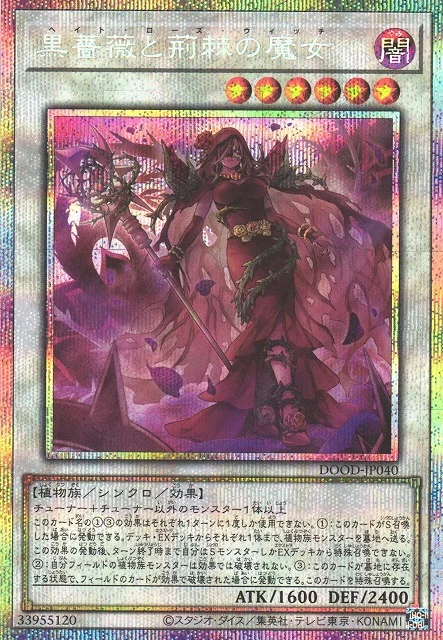 ヘイト ローズ ウィッチ
黒薔薇と荊棘の魔女
闇
DOOD-JP040
【植物族/シンクロ/効果】
チューナー+チューナー以外のモンスター1体以上
このカード名の①③の効果はそれぞれ1ターンに1度しか使用できない。①:このカードがS召喚
した場合に発動できる。デッキ・EXデッキからそれぞれ1体まで、植物族モンスターを墓地へ送る。
この効果の発動後、ターン終了時まで自分はSモンスターしかEXデッキから特殊召喚できない。
②:自分フィールドの植物族モンスターは効果では破壊されない。③:このカードが墓地に存在
する状態で、フィールドのカードが効果で破壊された場合に発動できる。このカードを特殊召喚する。
ATK/1600 DEF/2400
33955120 ©スタジオ・ダイス/集英社・テレビ東京・KONAMI